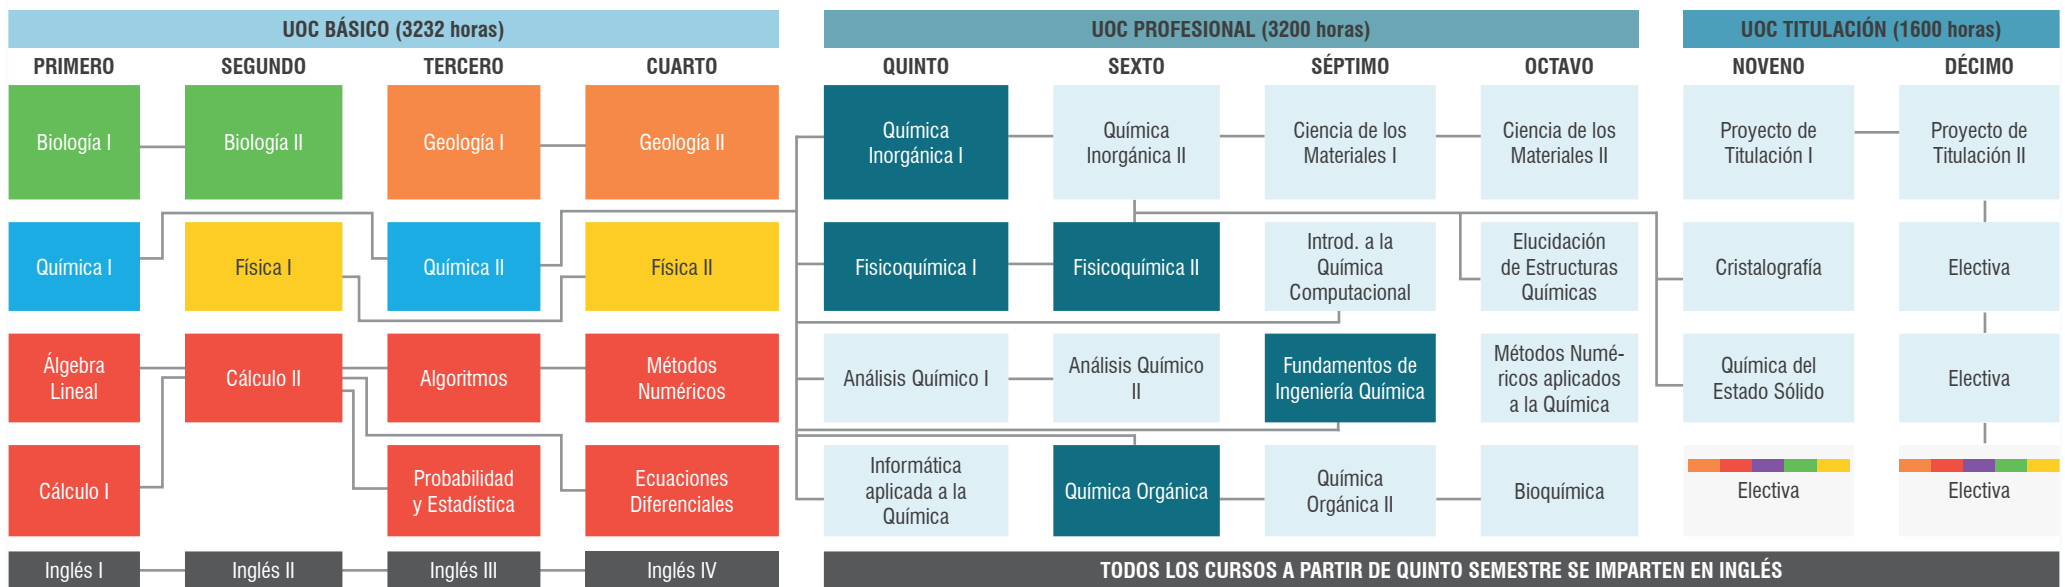 UOC BÁSICO (3232 horas)
UOC PROFESIONAL (3200 horas)
UOC TITULACIÓN (1600 horas)
PRIMERO
SEGUNDO
TERCERO
CUARTO
QUINTO
SEXTO
SÉPTIMO
OCTAVO
NOVENO
DÉCIMO
Biología I
Biología II
Geología I
Geología II
Química
Inorgánica I
Química
Inorgánica II
Ciencia de los
Materiales I
Ciencia de los
Materiales II
Proyecto de
Titulación I
Proyecto de
Titulación II
Química I
Física I
Química II
Física II
Fisicoquímica I
Fisicoquímica II
Introd. a la
Química
Computacional
Elucidación
de Estructuras
Químicas
Cristalografía
Electiva
Álgebra
Lineal
Cálculo II
Algoritmos
Métodos
Numéricos
Análisis Químico I
Análisis Químico
II
Fundamentos de
Ingeniería Química
Métodos Numé-
ricos aplicados
a la Química
Química del
Estado Sólido
Electiva
Cálculo I
Probabilidad
y Estadística
Ecuaciones
Diferenciales
Informática
aplicada a la
Química
Química Orgánica
Química
Orgánica II
Bioquímica
Electiva
Electiva
Inglés I
Inglés II
Inglés III
Inglés IV
TODOS LOS CURSOS A PARTIR DE QUINTO SEMESTRE SE IMPARTEN EN INGLÉS